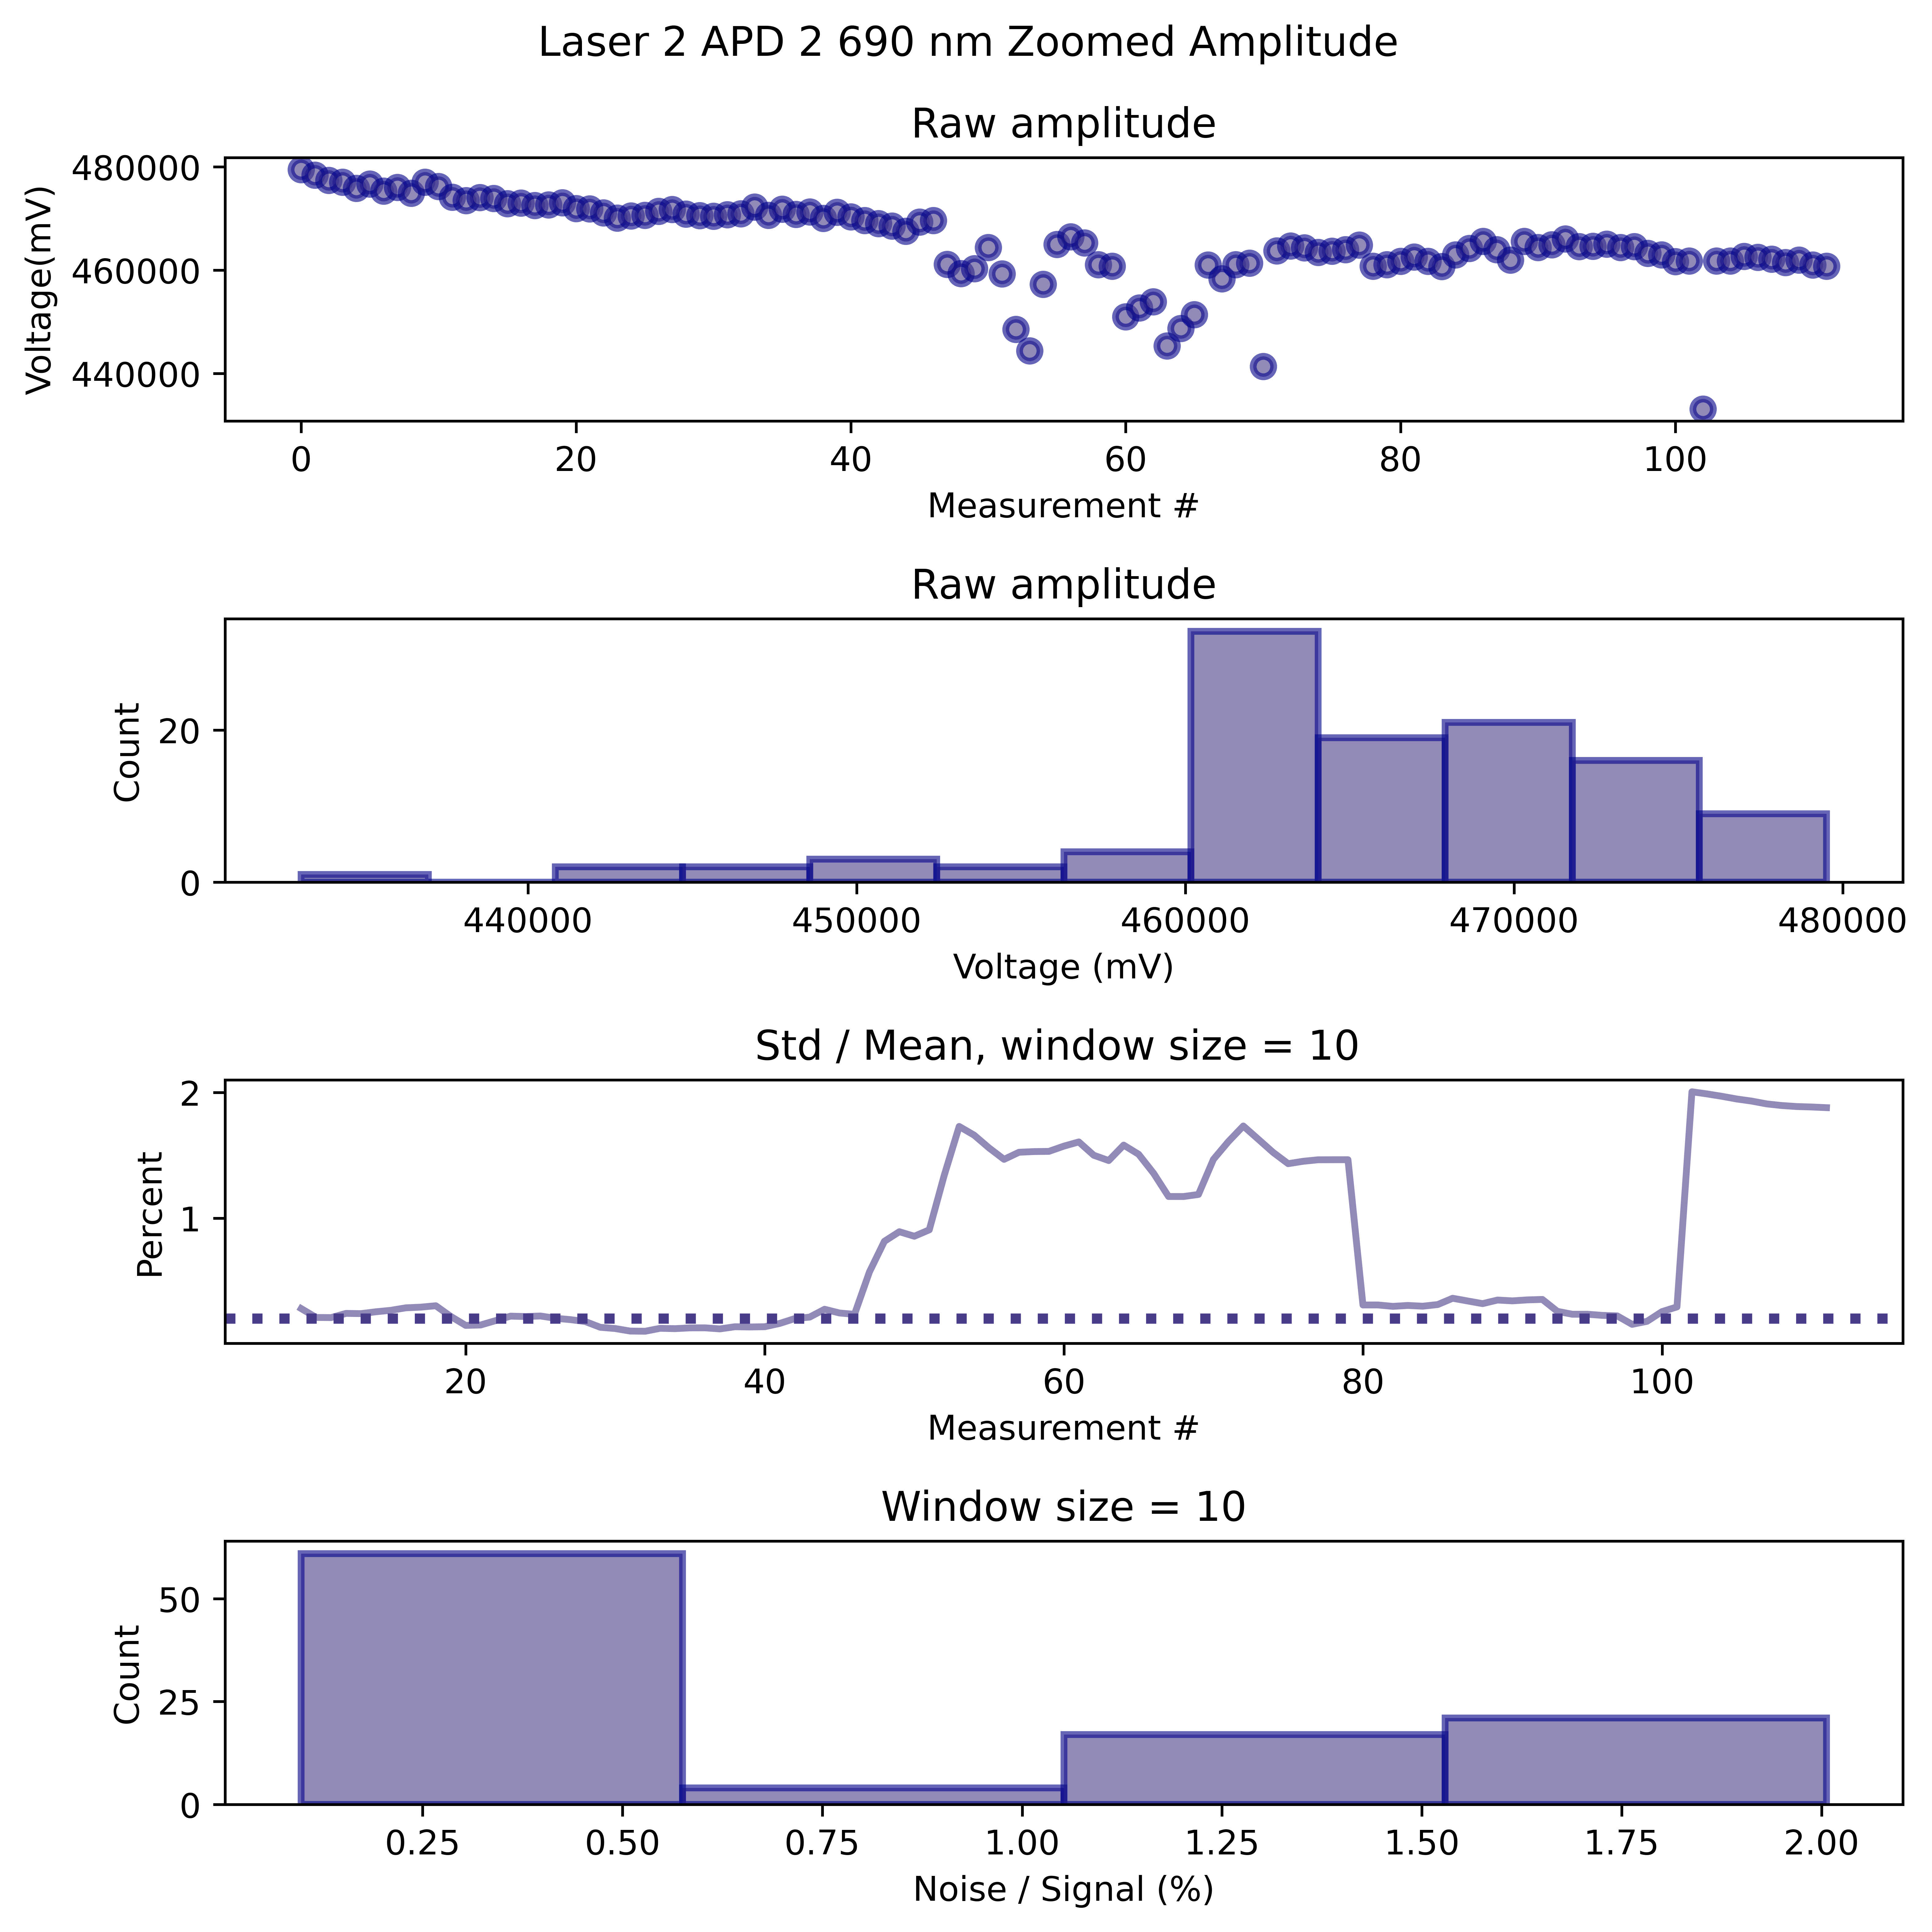 Laser 2 APD 2 690 nm Zoomed Amplitude
Raw amplitude
480000
460000
440000
Voltage(mV)
0 20 40 60 80 100
Measurement #
Raw amplitude
20
0
Count
440000 450000 460000 470000 480000
Voltage (mV)
Std / Mean, window size = 10
2
1
Percent
20 40 60 80 100
Measurement #
Window size = 10
50
25
0
Count
0.25 0.50 0.75 1.00 1.25 1.50 1.75 2.00
Noise / Signal (%)